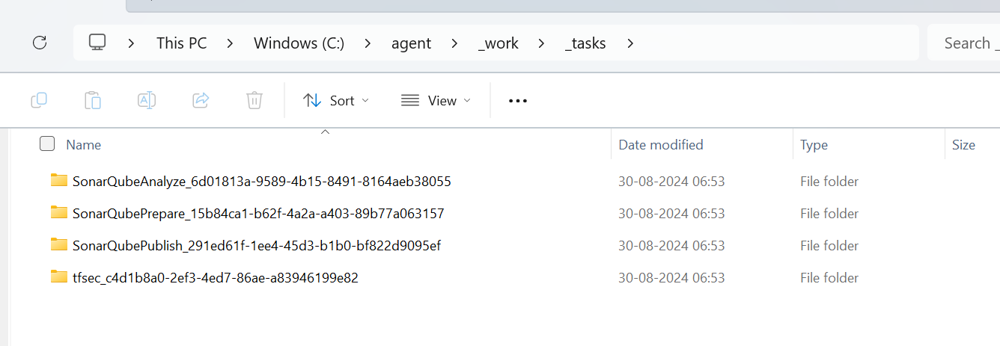 This PC > Windows (C:) > agent > _work > _tasks >
Search _
Sort View
Name Date modified Type Size
SonarQubeAnalyze_6d01813a-9589-4b15-8491-8164aeb38055 30-08-2024 06:53 File folder
SonarQubePrepare_15b84ca1-b62f-4a2a-a403-89b77a063157 30-08-2024 06:53 File folder
SonarQubePublish_291ed61f-1ee4-45d3-b1b0-bf822d9095ef 30-08-2024 06:53 File folder
tfsec_c4d1b8a0-2ef3-4ed7-86ae-a83946199e82 30-08-2024 06:53 File folder